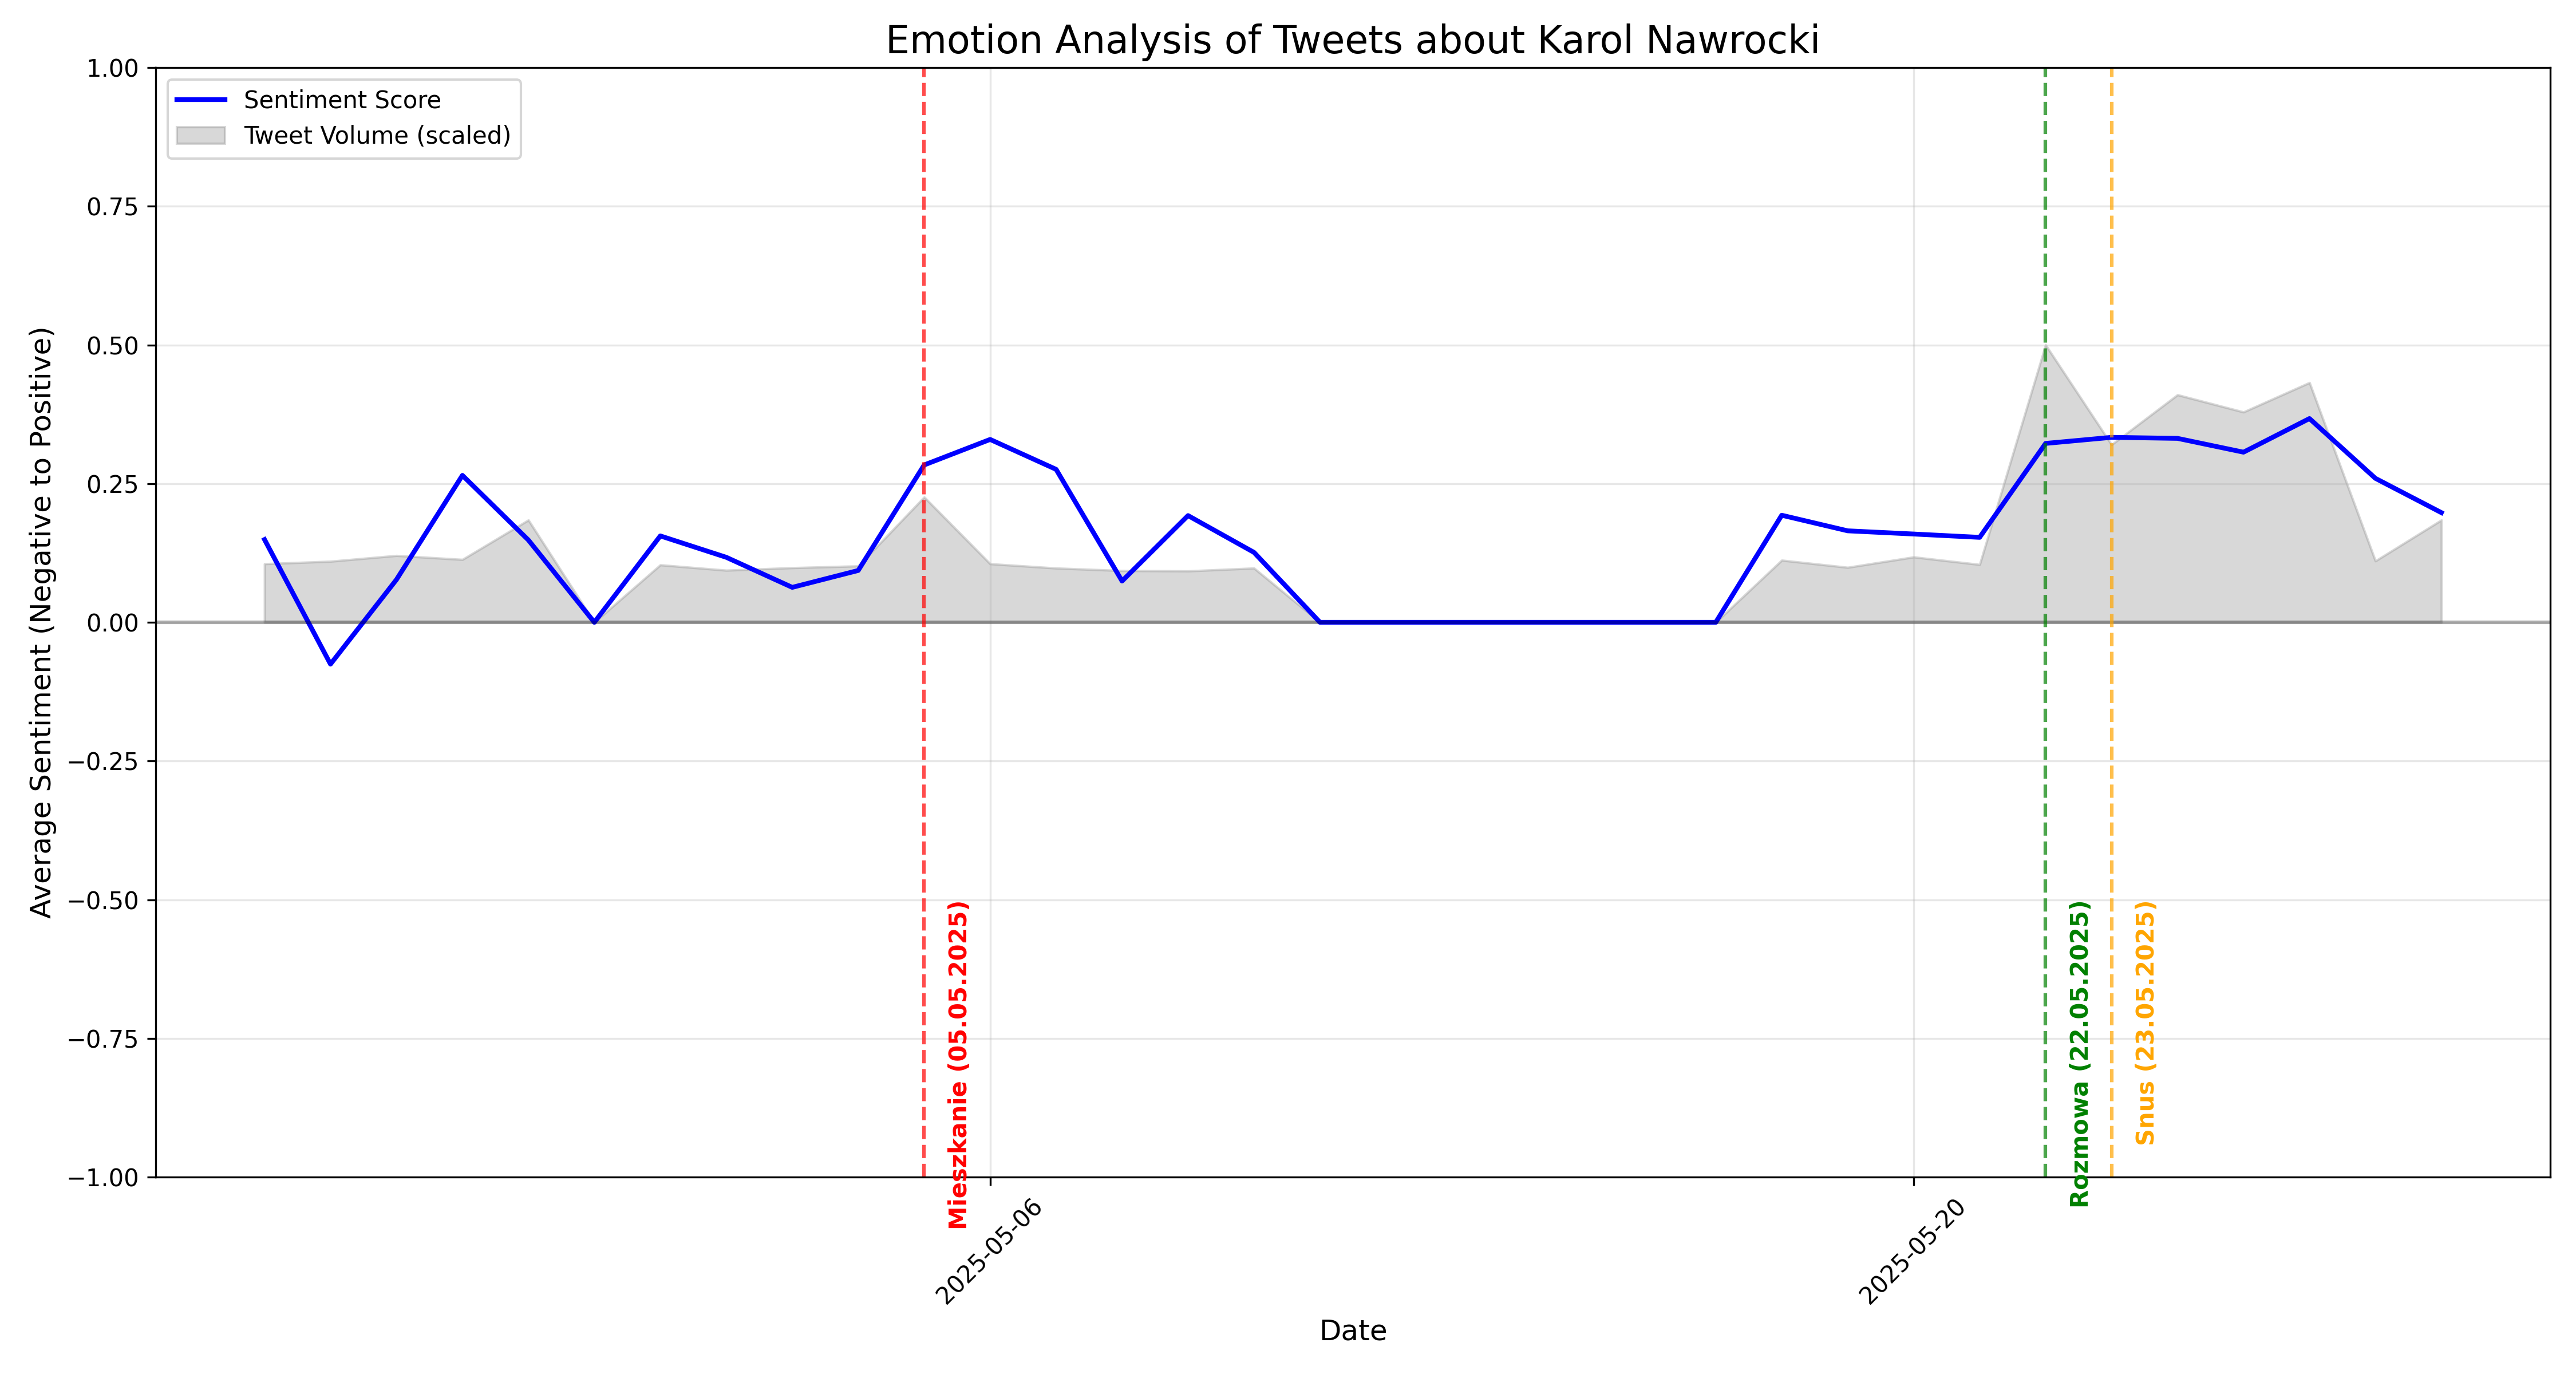 Emotion Analysis of Tweets about Karol Nawrocki
Sentiment Score
Tweet Volume (scaled)
Average Sentiment (Negative to Positive)
1.00
0.75
0.50
0.25
0.00
−0.25
−0.50
−0.75
−1.00
Mieszkanie (05.05.2025)
Rozmowa (22.05.2025)
Snus (23.05.2025)
2025-05-06
2025-05-20
Date